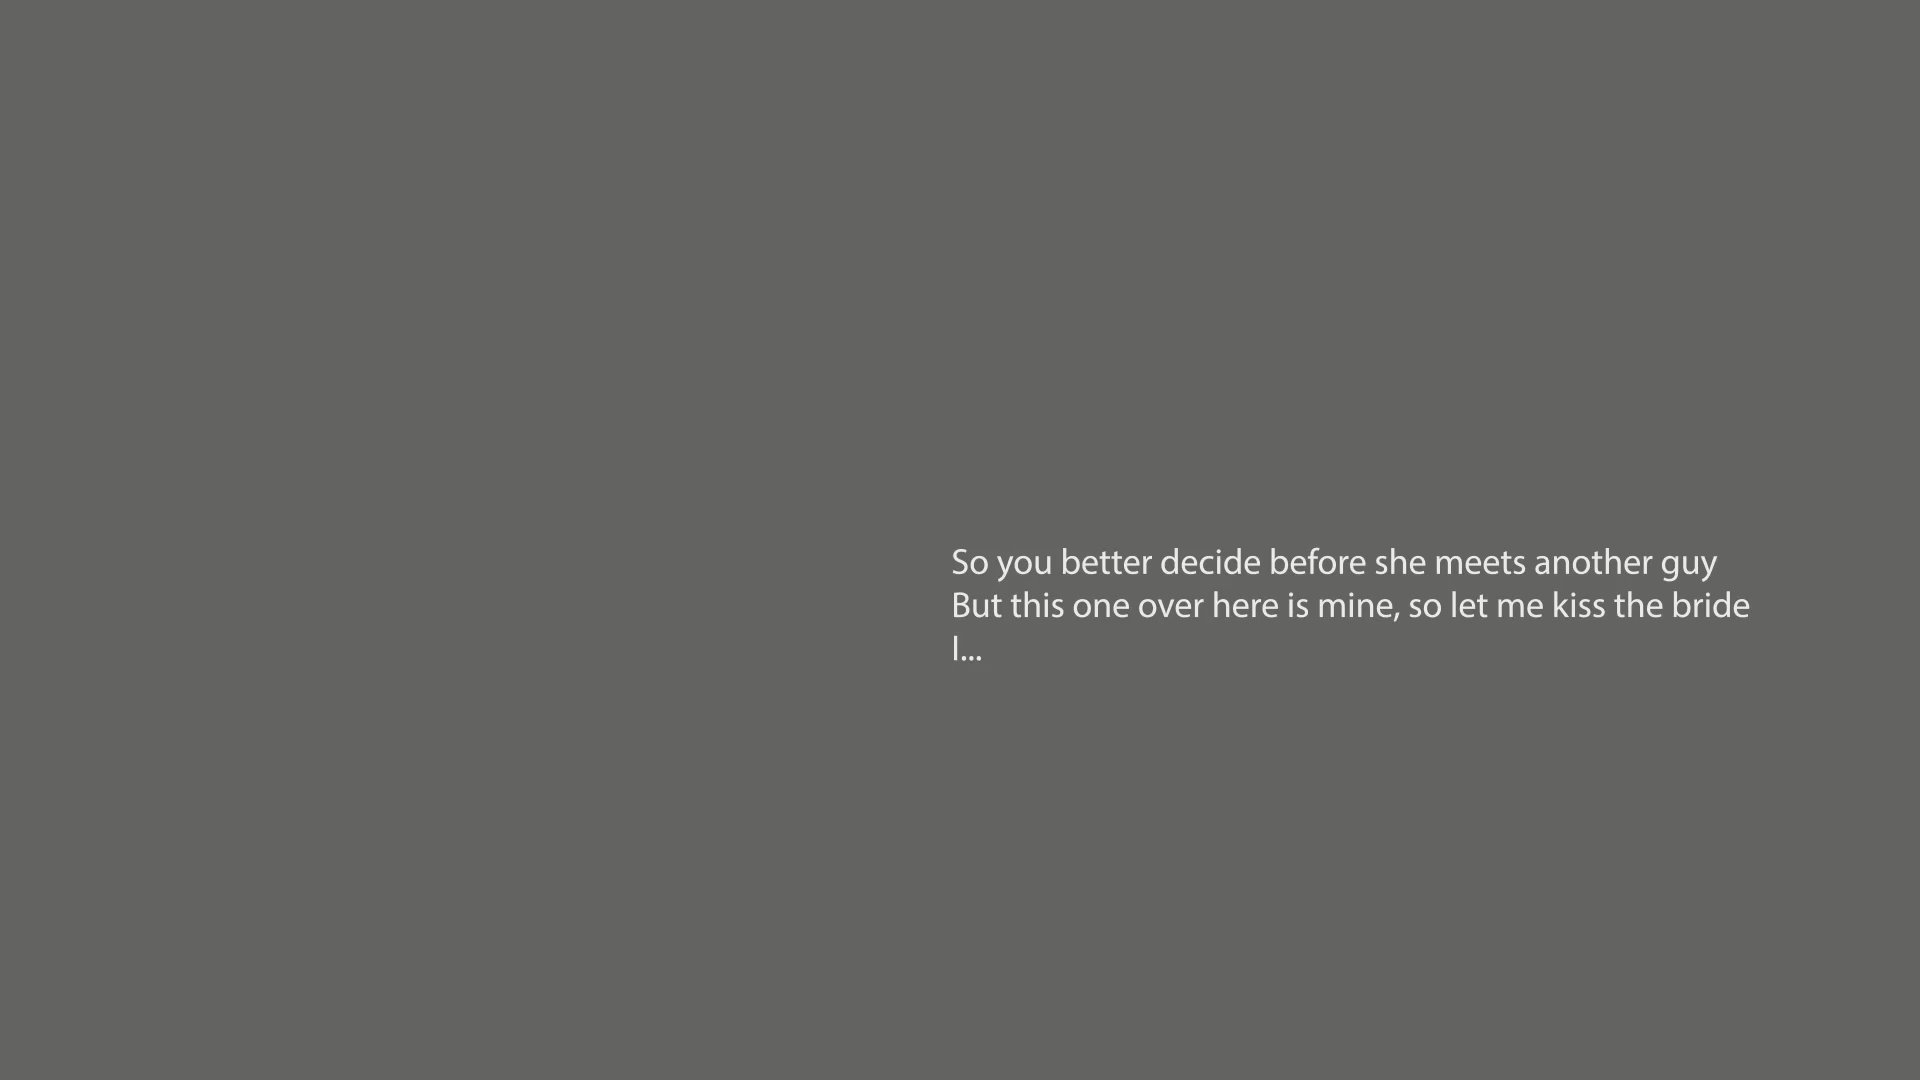 So you better decide before she meets another guy
But this one over here is mine, so let me kiss the bride
I...